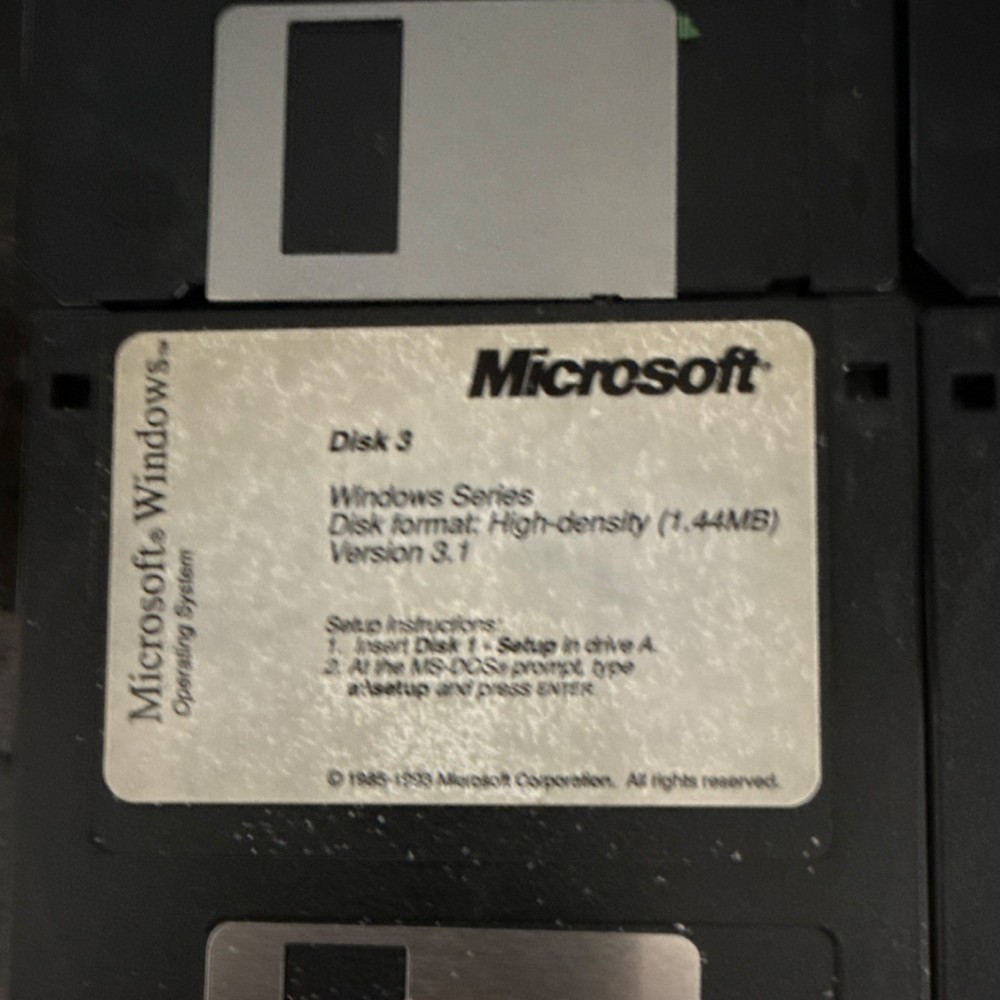 Microsoft® Windows™
Operating System
Microsoft®
Disk 3
Windows Series
Disk format: High-density (1.44MB)
Version 3.1
Setup Instructions:
1. Insert Disk 1 - Setup in drive A.
2. At the MS-DOS® prompt, type
a:\setup and press ENTER.
© 1985-1993 Microsoft Corporation. All rights reserved.